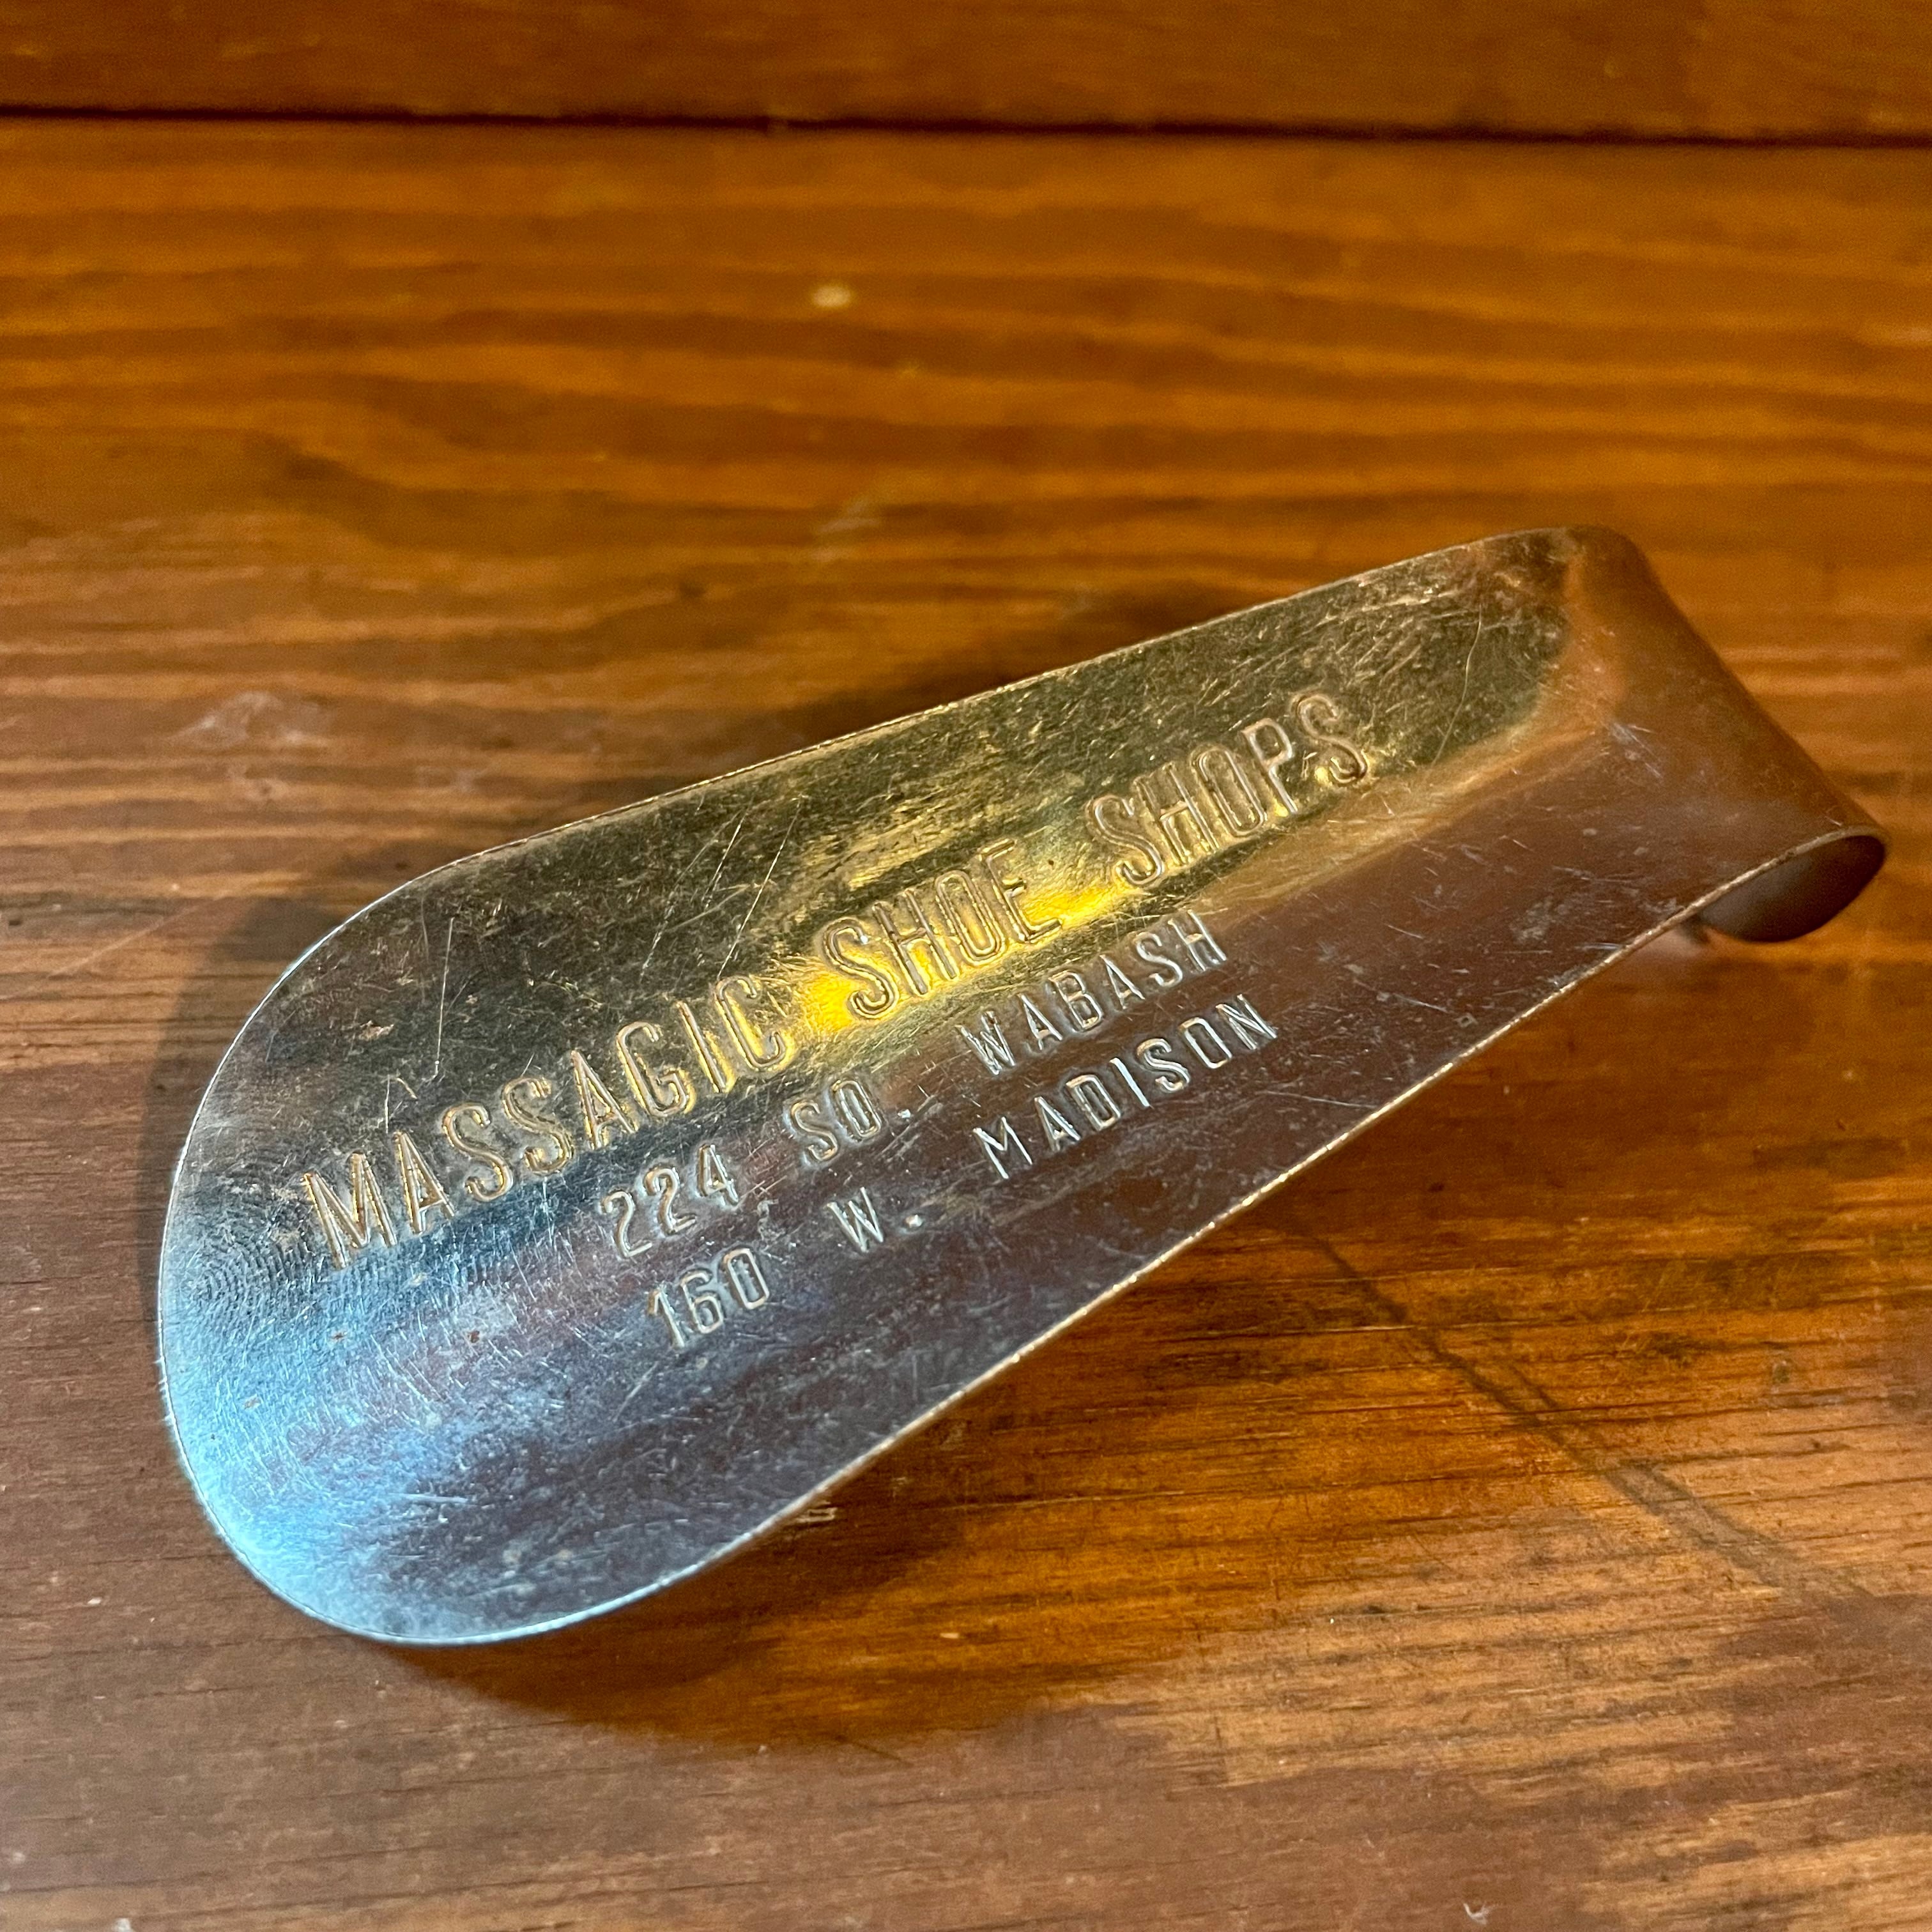 MASSAGIC SHOE SHOPS
224 SO. WABASH
160 W. MADISON